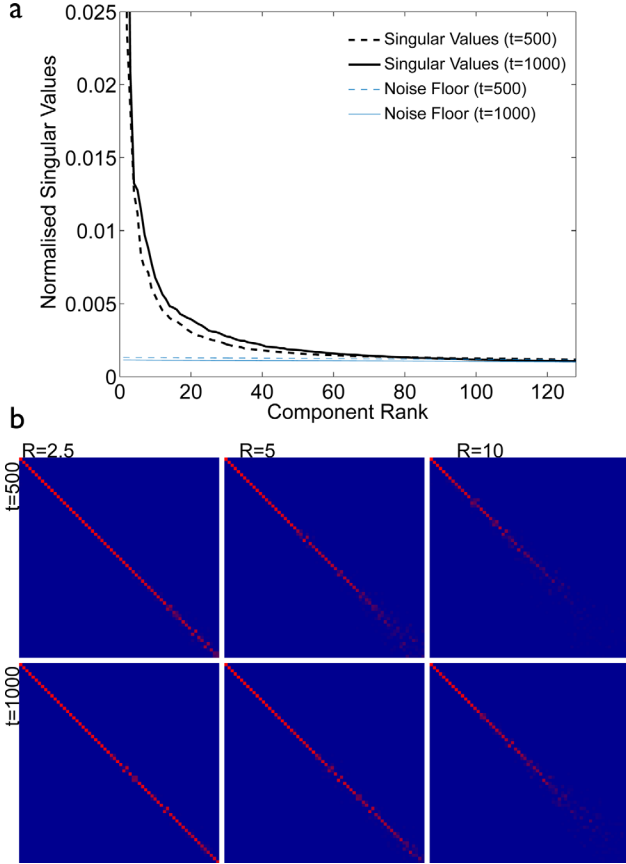 a
0.025
0.02
0.015
0.01
0.005
0
Normalised Singular Values
Singular Values (t=500)
Singular Values (t=1000)
Noise Floor (t=500)
Noise Floor (t=1000)
0 20 40 60 80 100 120
Component Rank
b
R=2.5 R=5 R=10
t=500
t=1000